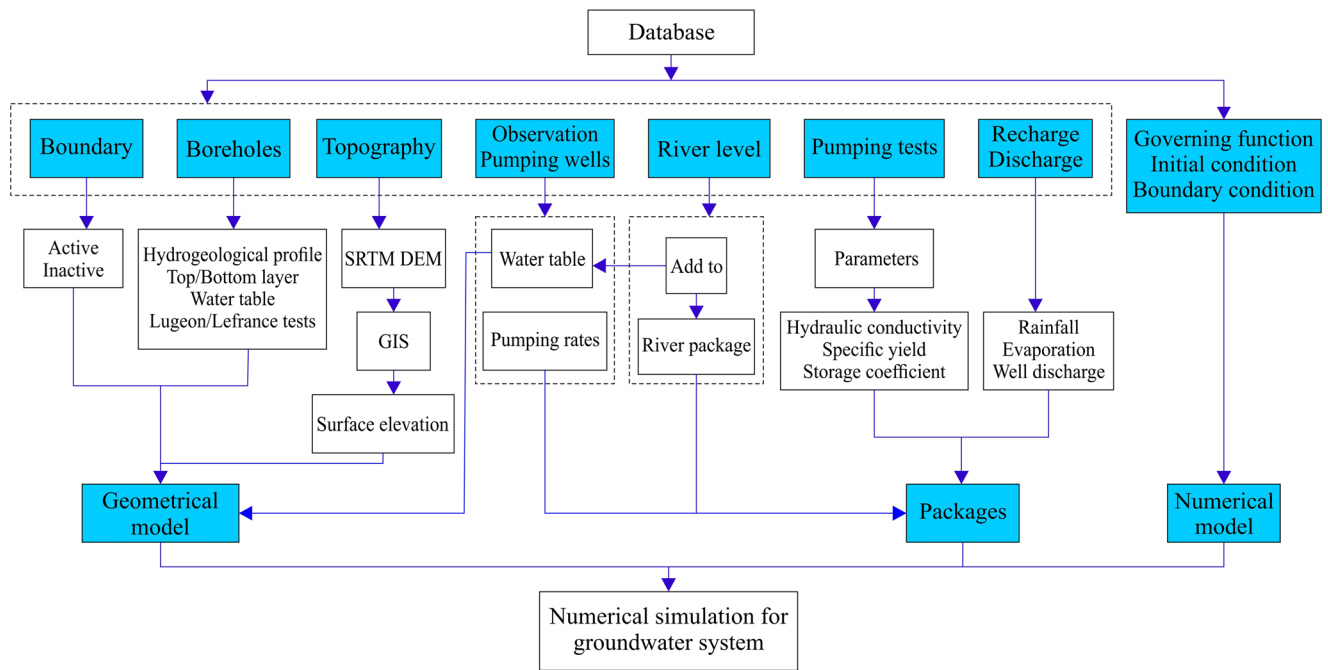 Database
Boundary
Boreholes
Topography
Observation
Pumping wells
River level
Pumping tests
Recharge
Discharge
Governing function
Initial condition
Boundary condition
Active
Inactive
Hydrogeological profile
Top/Bottom layer
Water table
Lugeon/Lefrance tests
SRTM DEM
GIS
Surface elevation
Water table
Pumping rates
Add to
River package
Parameters
Hydraulic conductivity
Specific yield
Storage coefficient
Rainfall
Evaporation
Well discharge
Geometrical
model
Packages
Numerical
model
Numerical simulation for
groundwater system